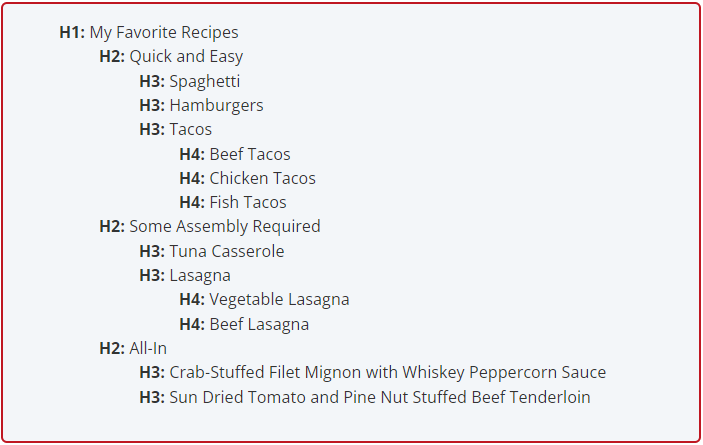 H1: My Favorite Recipes
H2: Quick and Easy
H3: Spaghetti
H3: Hamburgers
H3: Tacos
H4: Beef Tacos
H4: Chicken Tacos
H4: Fish Tacos
H2: Some Assembly Required
H3: Tuna Casserole
H3: Lasagna
H4: Vegetable Lasagna
H4: Beef Lasagna
H2: All-In
H3: Crab-Stuffed Filet Mignon with Whiskey Peppercorn Sauce
H3: Sun Dried Tomato and Pine Nut Stuffed Beef Tenderloin